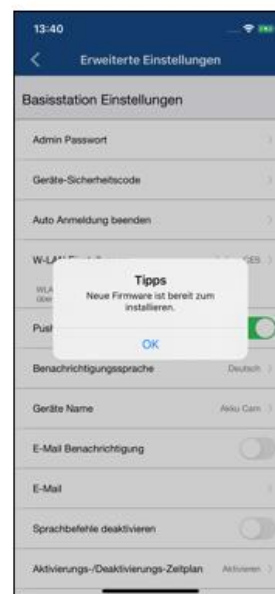 13:40
Erweiterte Einstellungen
Basisstation Einstellungen
Admin Passwort
Geräte-Sicherheitscode
Auto Anmeldung beenden
Tipps
Neue Firmware ist bereit zum
installieren.
OK
Benachrichtigungssprache Deutsch
Geräte Name Akku Cam
E-Mail Benachrichtigung
E-Mail
Sprachbefehle deaktivieren
Aktivierungs-/Deaktivierungs-Zeitplan Aktivieren